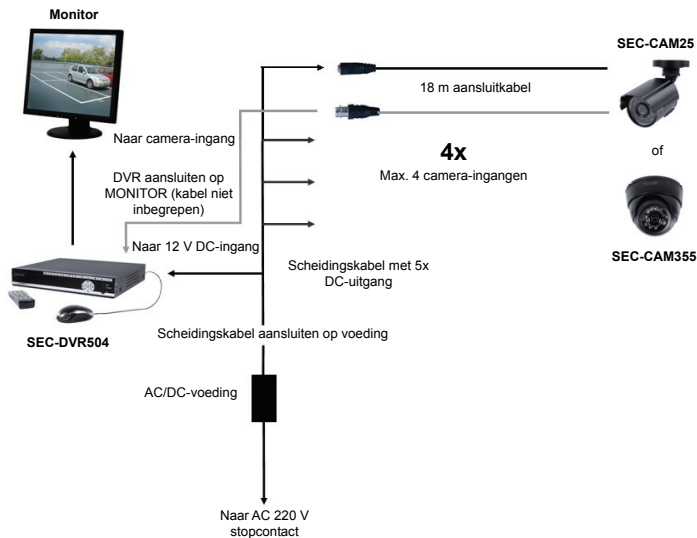 Monitor
SEC-CAM25
18 m aansluitkabel
Naar camera-ingang
4x
of
Max. 4 camera-ingangen
DVR aansluiten op
MONITOR (kabel niet
inbegrepen)
Naar 12 V DC-ingang
SEC-CAM355
Scheidingskabel met 5x
DC-uitgang
SEC-DVR504
Scheidingskabel aansluiten op voeding
AC/DC-voeding
Naar AC 220 V
stopcontact